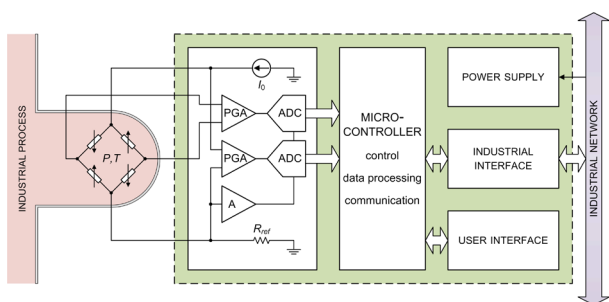 INDUSTRIAL PROCESS
P,T
I0
PGA
ADC
PGA
ADC
A
Rref
MICRO-
CONTROLLER
control
data processing
communication
POWER SUPPLY
INDUSTRIAL
INTERFACE
USER INTERFACE
INDUSTRIAL NETWORK